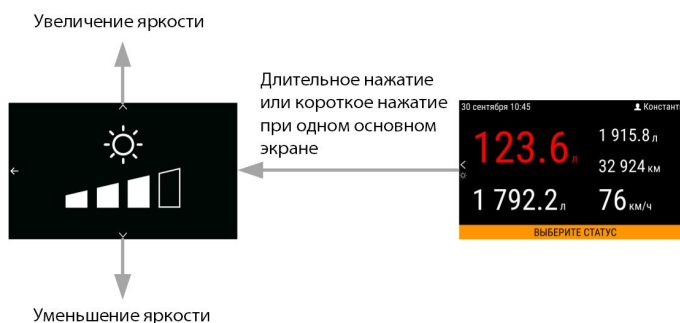 Увеличение яркости
Длительное нажатие
или короткое нажатие
при одном основном
экране
30 сентября 10:45
Констант
123.6 л
1 915.8 л
32 924 км
1 792.2 л
76 км/ч
ВЫБЕРИТЕ СТАТУС
Уменьшение яркости